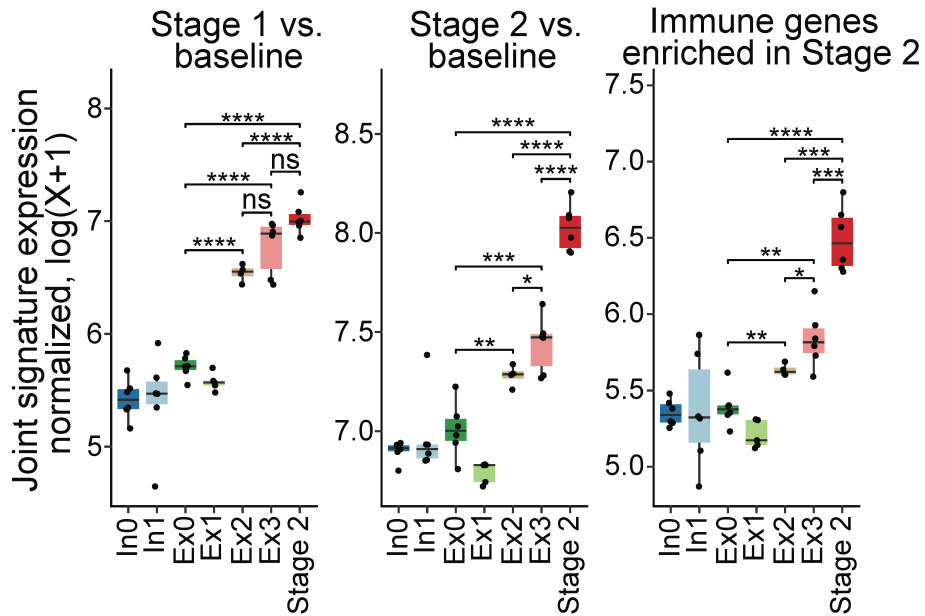 Stage 1 vs.
baseline
Stage 2 vs.
baseline
Immune genes
enriched in Stage 2
Joint signature expression
normalized, log(X+1)
8
7
6
5
****
****
ns
****
ns
****
In0
In1
Ex0
Ex1
Ex2
Ex3
Stage 2
8.5
8.0
7.5
7.0
****
****
****
***
*
**
In0
In1
Ex0
Ex1
Ex2
Ex3
Stage 2
7.5
7.0
6.5
6.0
5.5
5.0
****
***
***
**
*
**
In0
In1
Ex0
Ex1
Ex2
Ex3
Stage 2